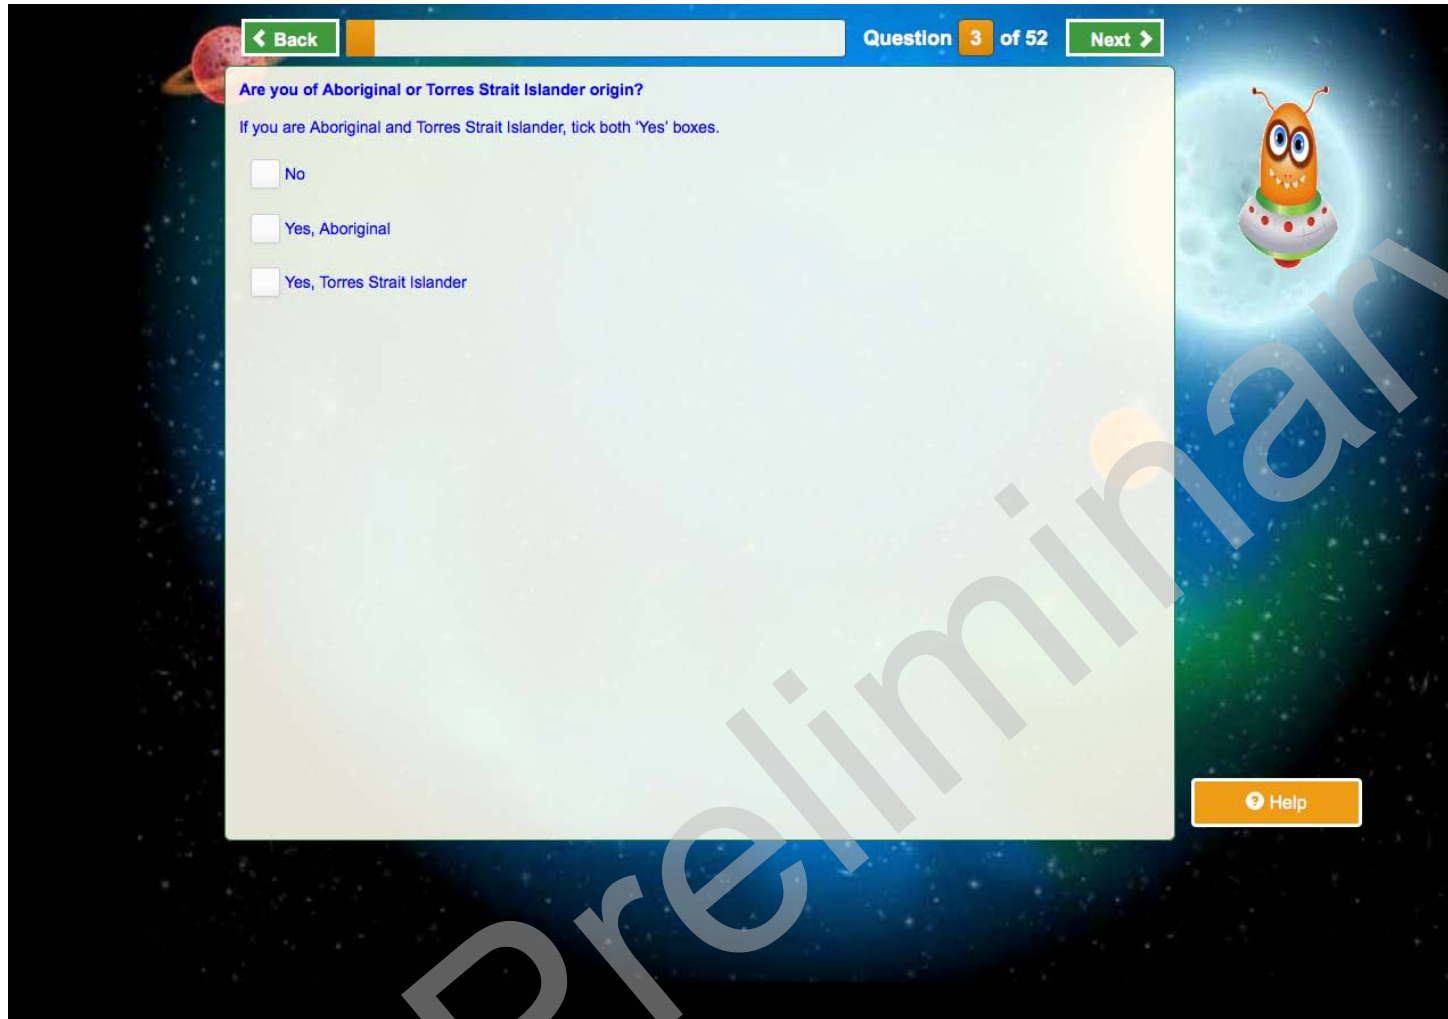 Back
Question 3 of 52
Next
Are you of Aboriginal or Torres Strait Islander origin?
If you are Aboriginal and Torres Strait Islander, tick both ‘Yes’ boxes.
No
Yes, Aboriginal
Yes, Torres Strait Islander
Help
Preliminary